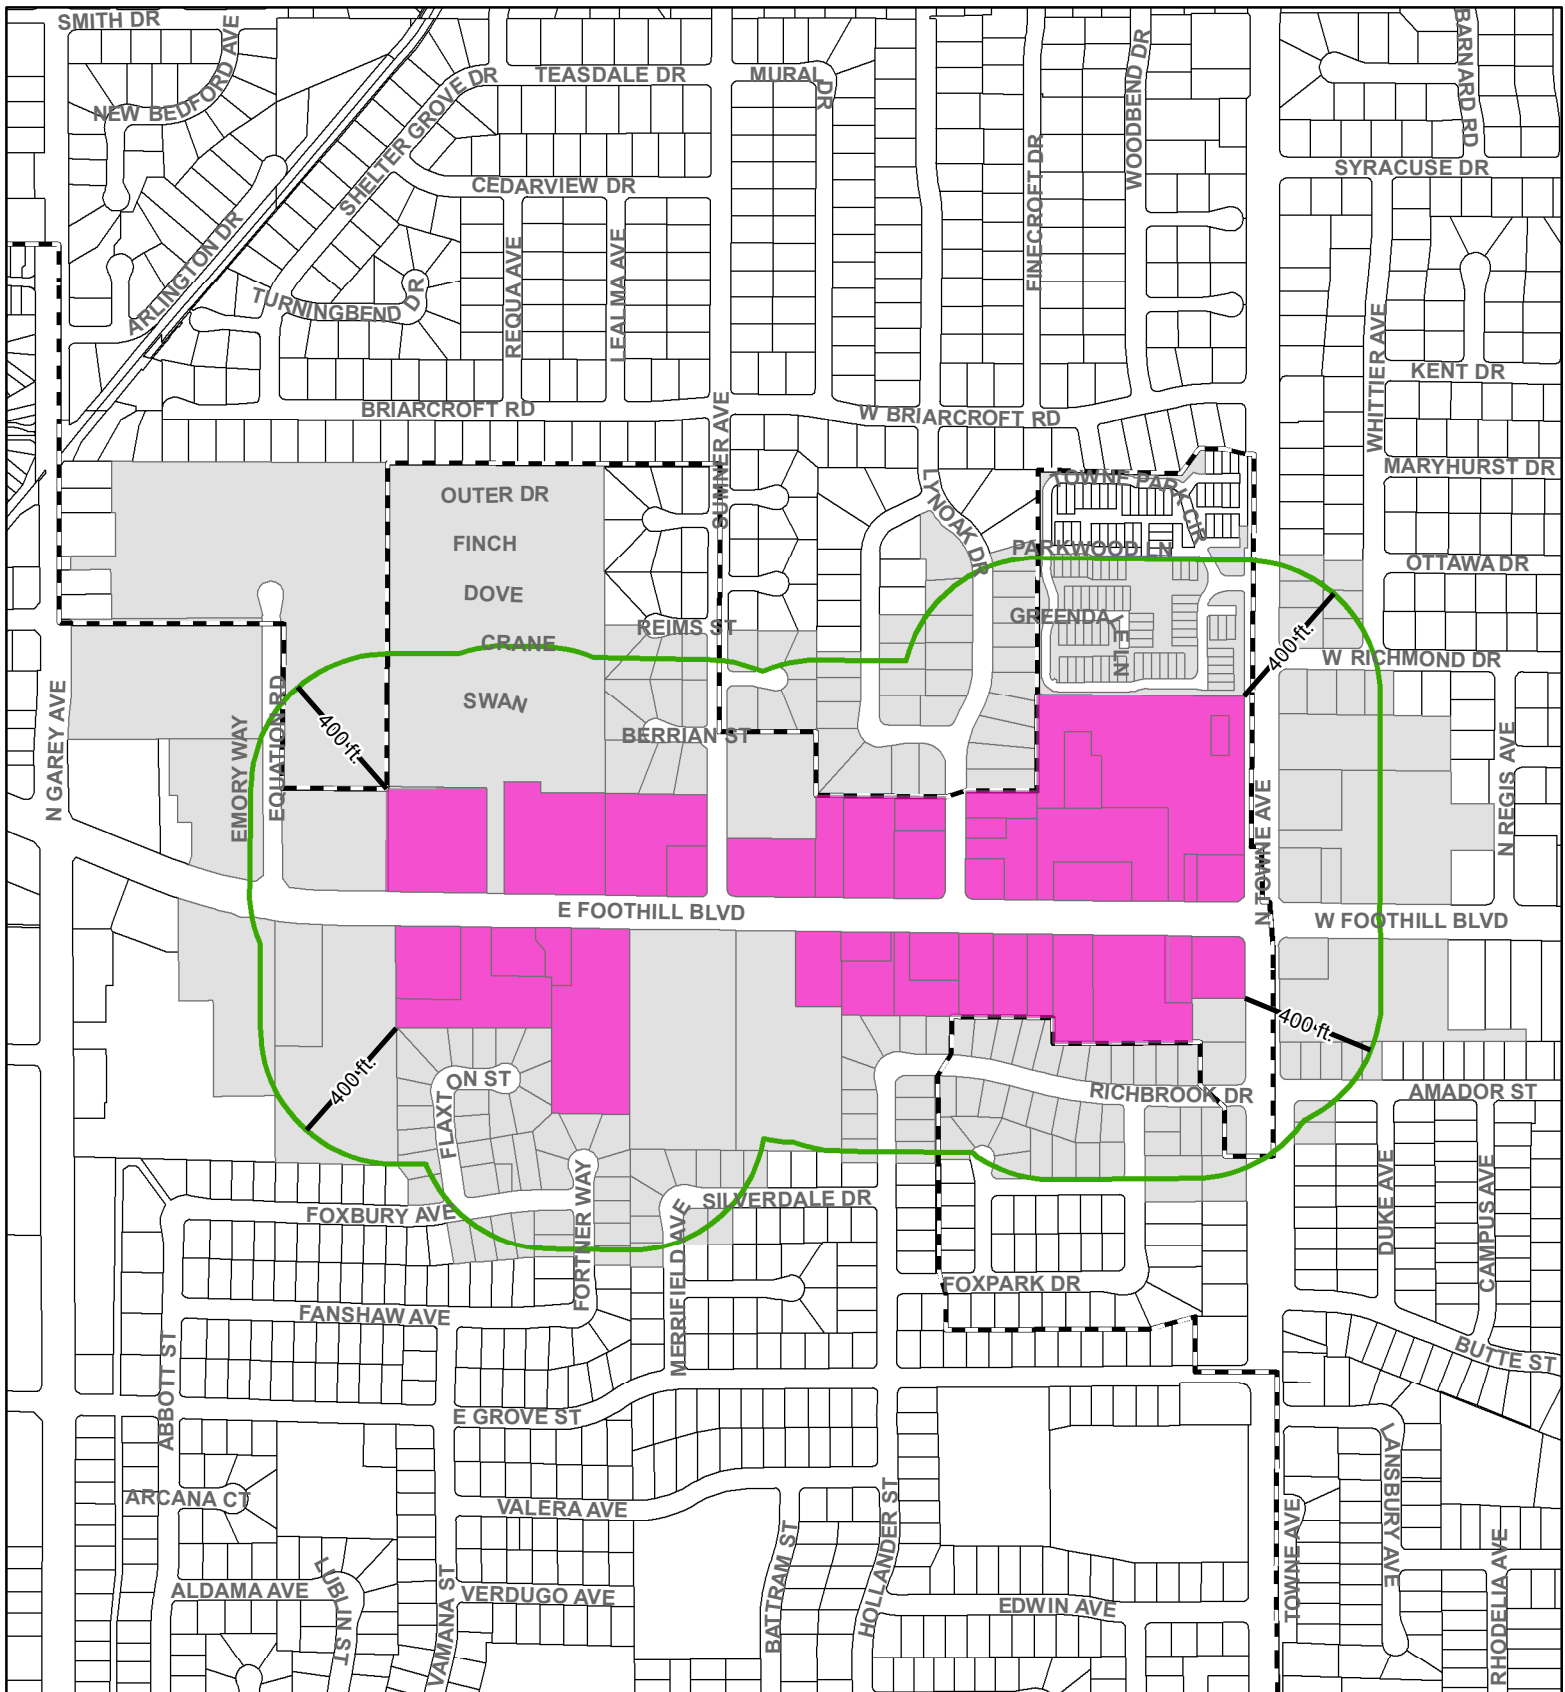 SMITH DR
NEW BEDFORD AVE
SHELTER GROVE DR
TEASDALE DR
MURAL DR
WOODBEND DR
BARNARD RD
FINECROFT DR
SYRACUSE DR
CEDARVIEW DR
ARLINGTON DR
TURNINGBEND DR
REQUA AVE
LEALMA AVE
WHITTIER AVE
KENT DR
BRIARCROFT RD
W BRIARCROFT RD
SUMNER AVE
MARYHURST DR
OUTER DR
LYNOAK DR
TOWNE PARK CIR
FINCH
PARKWOOD LN
OTTAWA DR
DOVE
GREENDALE LN
REIMS ST
CRANE
400 ft.
W RICHMOND DR
SWAN
400 ft.
BERRIAN ST
N GAREY AVE
EMORY WAY
EQUATION RD
N TOWNE AVE
N REGIS AVE
E FOOTHILL BLVD
W FOOTHILL BLVD
400 ft.
400 ft.
FLAXTON ST
RICHBROOK DR
AMADOR ST
DUKE AVE
CAMPUS AVE
FOXBURY AVE
FORTNER WAY
MERRIFIELD AVE
SILVERDALE DR
FOXPARK DR
FANSHAW AVE
BUTTE ST
ABBOTT ST
E GROVE ST
LANSBURY AVE
ARCANA CT
VALERA AVE
HOLLANDER ST
BATTRAM ST
TOWNE AVE
RHODELIA AVE
ALDAMA AVE
LUBLIN ST
VAMANA ST
VERDUGO AVE
EDWIN AVE